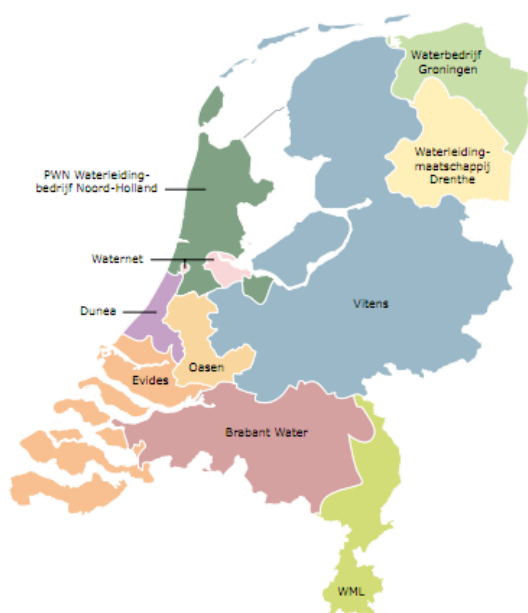 Waterbedrijf
Groningen
Waterleiding-
maatschappij
Drenthe
PWN Waterleiding-
bedrijf Noord-Holland
Waternet
Vitens
Dunea
Oasen
Evides
Brabant Water
WML